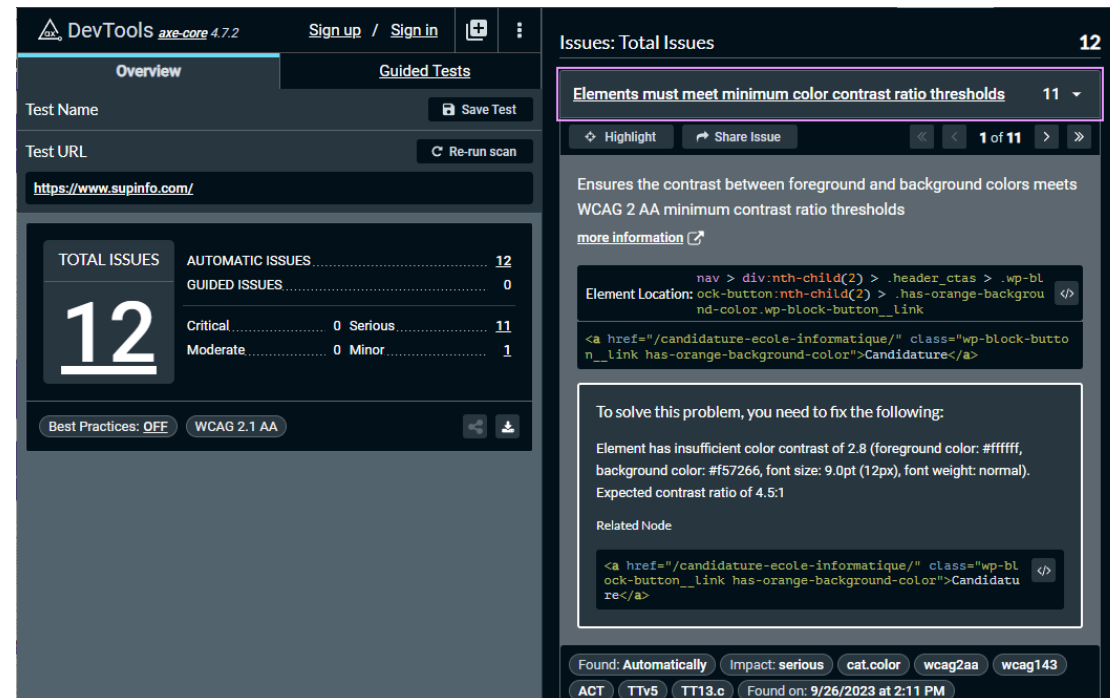 DevTools axe-core 4.7.2
Sign up / Sign in
Overview
Guided Tests
Test Name
Save Test
Test URL
Re-run scan
https://www.supinfo.com/
TOTAL ISSUES
12
AUTOMATIC ISSUES 12
GUIDED ISSUES 0
Critical 0 Serious 11
Moderate 0 Minor 1
Best Practices: OFF
WCAG 2.1 AA
Issues: Total Issues 12
Elements must meet minimum color contrast ratio thresholds 11
Highlight
Share Issue
1 of 11
Ensures the contrast between foreground and background colors meets
WCAG 2 AA minimum contrast ratio thresholds
more information
Element Location:
nav > div:nth-child(2) > .header_ctas > .wp-bl
ock-button:nth-child(2) > .has-orange-backgrou
nd-color.wp-block-button__link
<a href="/candidature-ecole-informatique/" class="wp-block-butto
n__link has-orange-background-color">Candidature</a>
To solve this problem, you need to fix the following:
Element has insufficient color contrast of 2.8 (foreground color: #ffffff,
background color: #f57266, font size: 9.0pt (12px), font weight: normal).
Expected contrast ratio of 4.5:1
Related Node
<a href="/candidature-ecole-informatique/" class="wp-bl
ock-button__link has-orange-background-color">Candidatu
re</a>
Found: Automatically Impact: serious cat.color wcag2aa wcag143
ACT TTv5 TT13.c Found on: 9/26/2023 at 2:11 PM